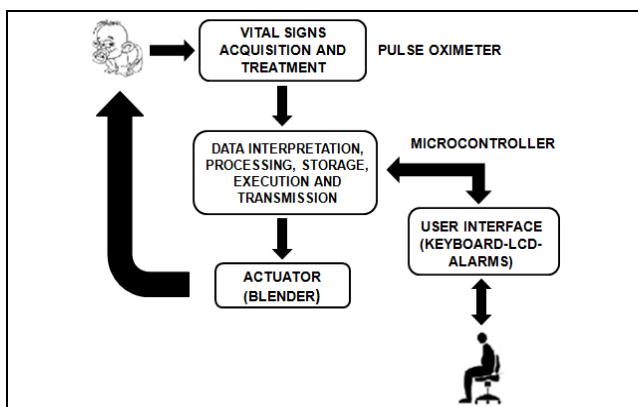 VITAL SIGNS
ACQUISITION AND
TREATMENT
PULSE OXIMETER
DATA INTERPRETATION,
PROCESSING, STORAGE,
EXECUTION AND
TRANSMISSION
MICROCONTROLLER
USER INTERFACE
(KEYBOARD-LCD-
ALARMS)
ACTUATOR
(BLENDER)